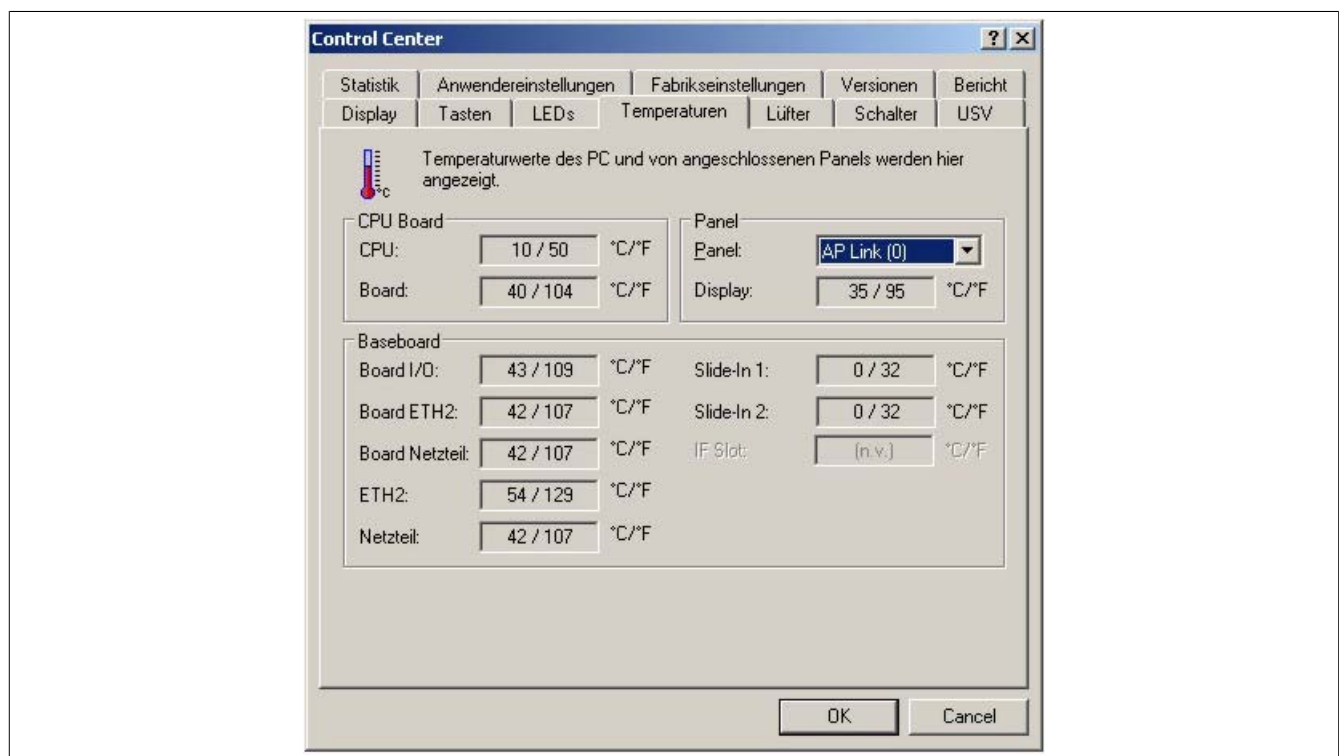 Control Center
Statistik Anwendereinstellungen Fabrikseinstellungen Versionen Bericht
Display Tasten LEDs Temperaturen Lüfter Schalter USV
Temperaturwerte des PC und von angeschlossenen Panels werden hier
angezeigt.
°C
CPU Board
CPU: 10 / 50 °C/°F
Board: 40 / 104 °C/°F
Panel
Panel: AP Link (0)
Display: 35 / 95 °C/°F
Baseboard
Board I/O: 43 / 109 °C/°F Slide-In 1: 0 / 32 °C/°F
Board ETH2: 42 / 107 °C/°F Slide-In 2: 0 / 32 °C/°F
Board Netzteil: 42 / 107 °C/°F IF Slot: (n.v.) °C/°F
ETH2: 54 / 129 °C/°F
Netzteil: 42 / 107 °C/°F
OK Cancel